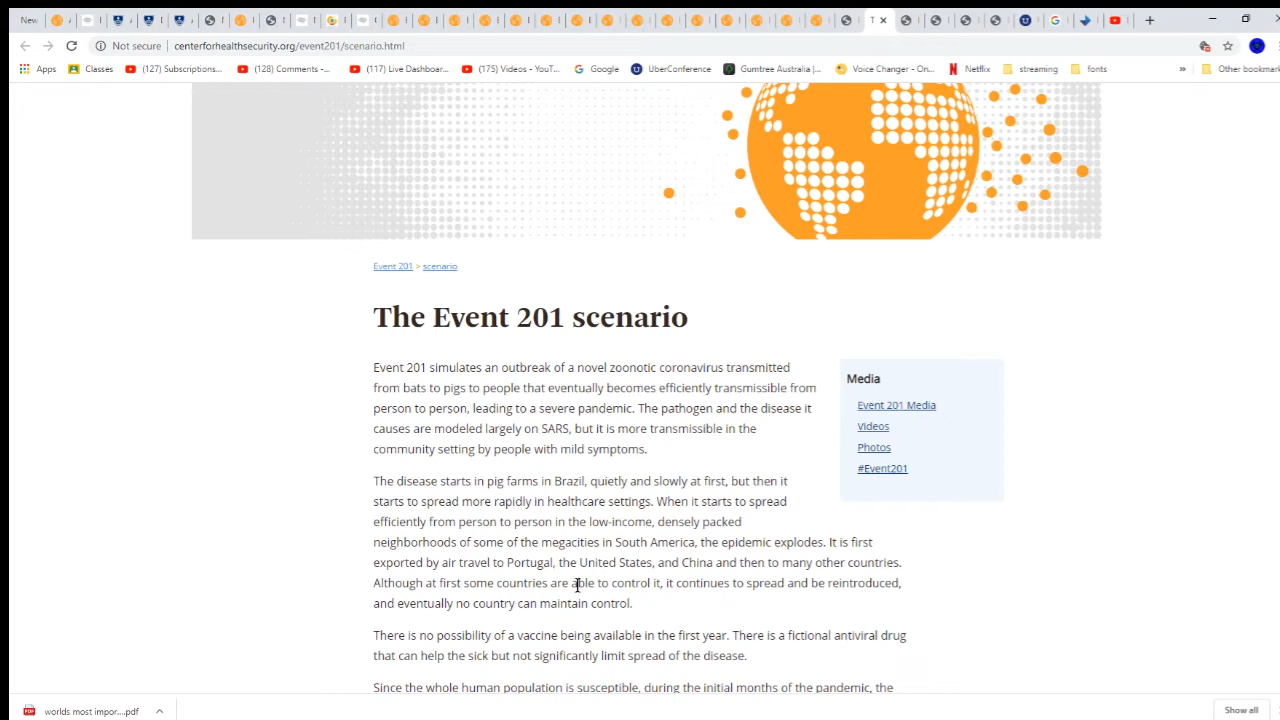 New
Not secure
centerforhealthsecurity.org/event201/scenario.html
Apps
Classes
(127) Subscriptions...
(128) Comments -...
(117) Live Dashboar...
(175) Videos - YouT...
Google
UberConference
Gumtree Australia |...
Voice Changer - On...
Netflix
streaming
fonts
»
Other bookmark
Event 201 > scenario
The Event 201 scenario
Event 201 simulates an outbreak of a novel zoonotic coronavirus transmitted
from bats to pigs to people that eventually becomes efficiently transmissible from
person to person, leading to a severe pandemic. The pathogen and the disease it
causes are modeled largely on SARS, but it is more transmissible in the
community setting by people with mild symptoms.
Media
Event 201 Media
Videos
Photos
#Event201
The disease starts in pig farms in Brazil, quietly and slowly at first, but then it
starts to spread more rapidly in healthcare settings. When it starts to spread
efficiently from person to person in the low-income, densely packed
neighborhoods of some of the megacities in South America, the epidemic explodes. It is first
exported by air travel to Portugal, the United States, and China and then to many other countries.
Although at first some countries are able to control it, it continues to spread and be reintroduced,
and eventually no country can maintain control.
There is no possibility of a vaccine being available in the first year. There is a fictional antiviral drug
that can help the sick but not significantly limit spread of the disease.
Since the whole human population is susceptible, during the initial months of the pandemic, the
worlds most impor....pdf
Show all